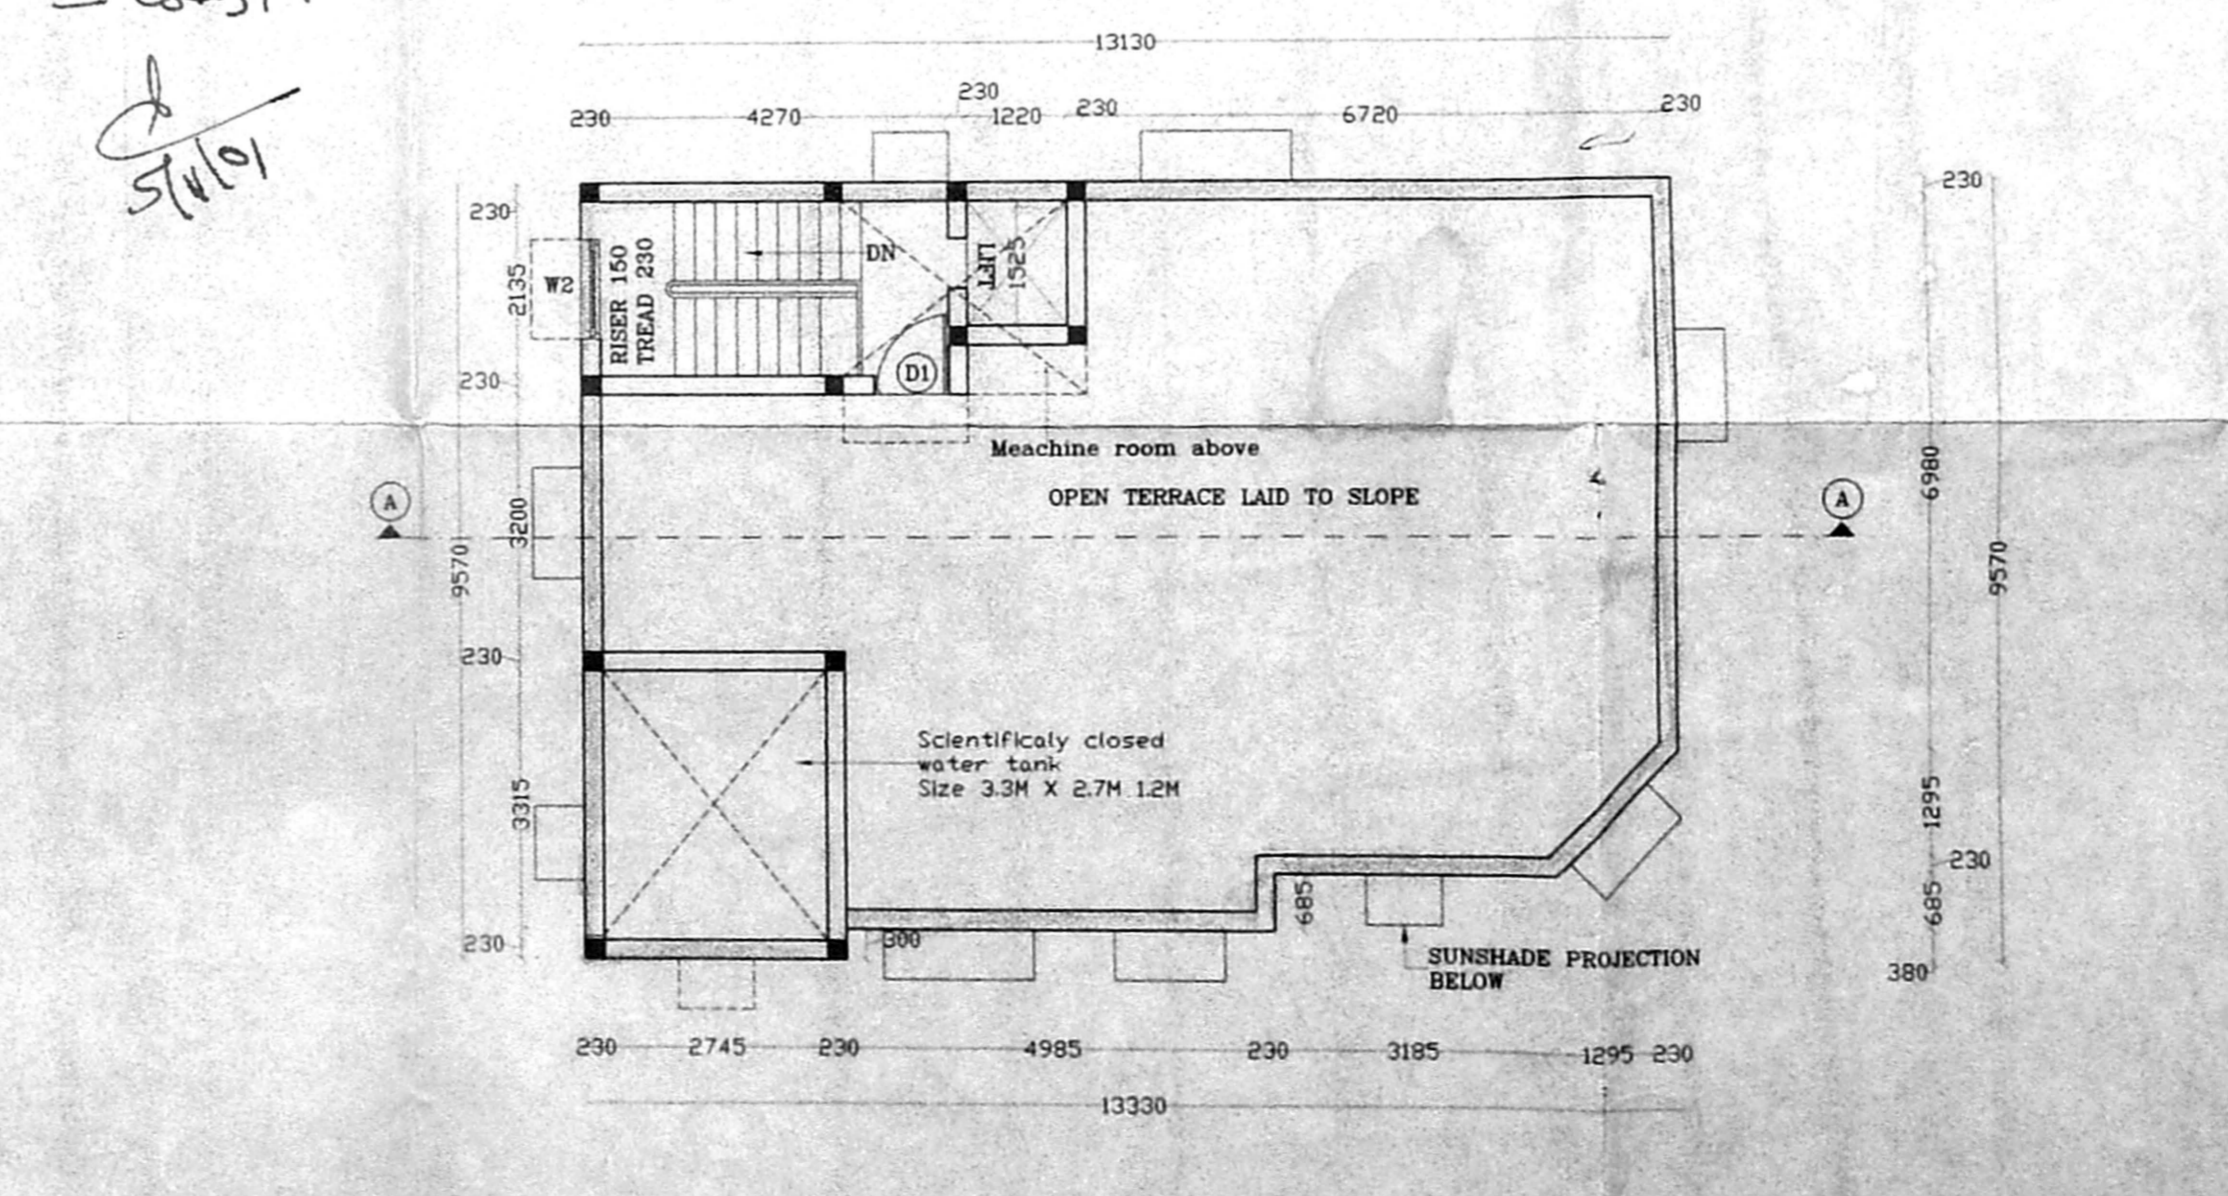 5/11/01
13130
230
230 4270 1220 230 6720 230
230
230
2135
W2
RISER 150
TREAD 230
DN
LIFT
1525
230
D1
Meachine room above
OPEN TERRACE LAID TO SLOPE
A
A
3200
9570
6980
9570
230
Scientificaly closed
water tank
Size 3.3M X 2.7M 1.2M
3315
1295
230
685
685
230
300
380
SUNSHADE PROJECTION
BELOW
230 2745 230 4985 230 3185 1295 230
13330